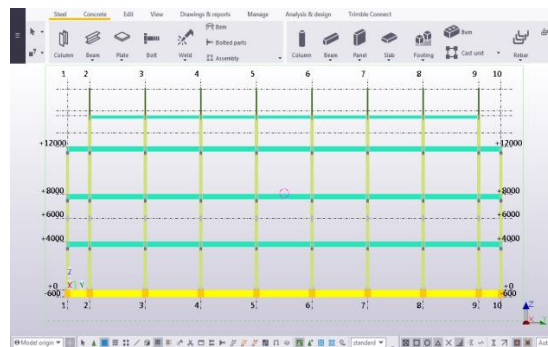 Steel Concrete Edit View Drawings & reports Manage Analysis & design Trimble Connect
Item
Bolted parts
Assembly
Column Beam Plate Bolt Weld
Column Beam Panel Slab Footing
Item
Cast unit
Rebar
1 2 3 4 5 6 7 8 9 10
+12000 +12000
+8000 +8000
+6000 +6000
+4000 +4000
Z
X Y
+0 +0
-600 -600
1 2 3 4 5 6 7 8 9 10
Z
X
Model origin
standard
Aut